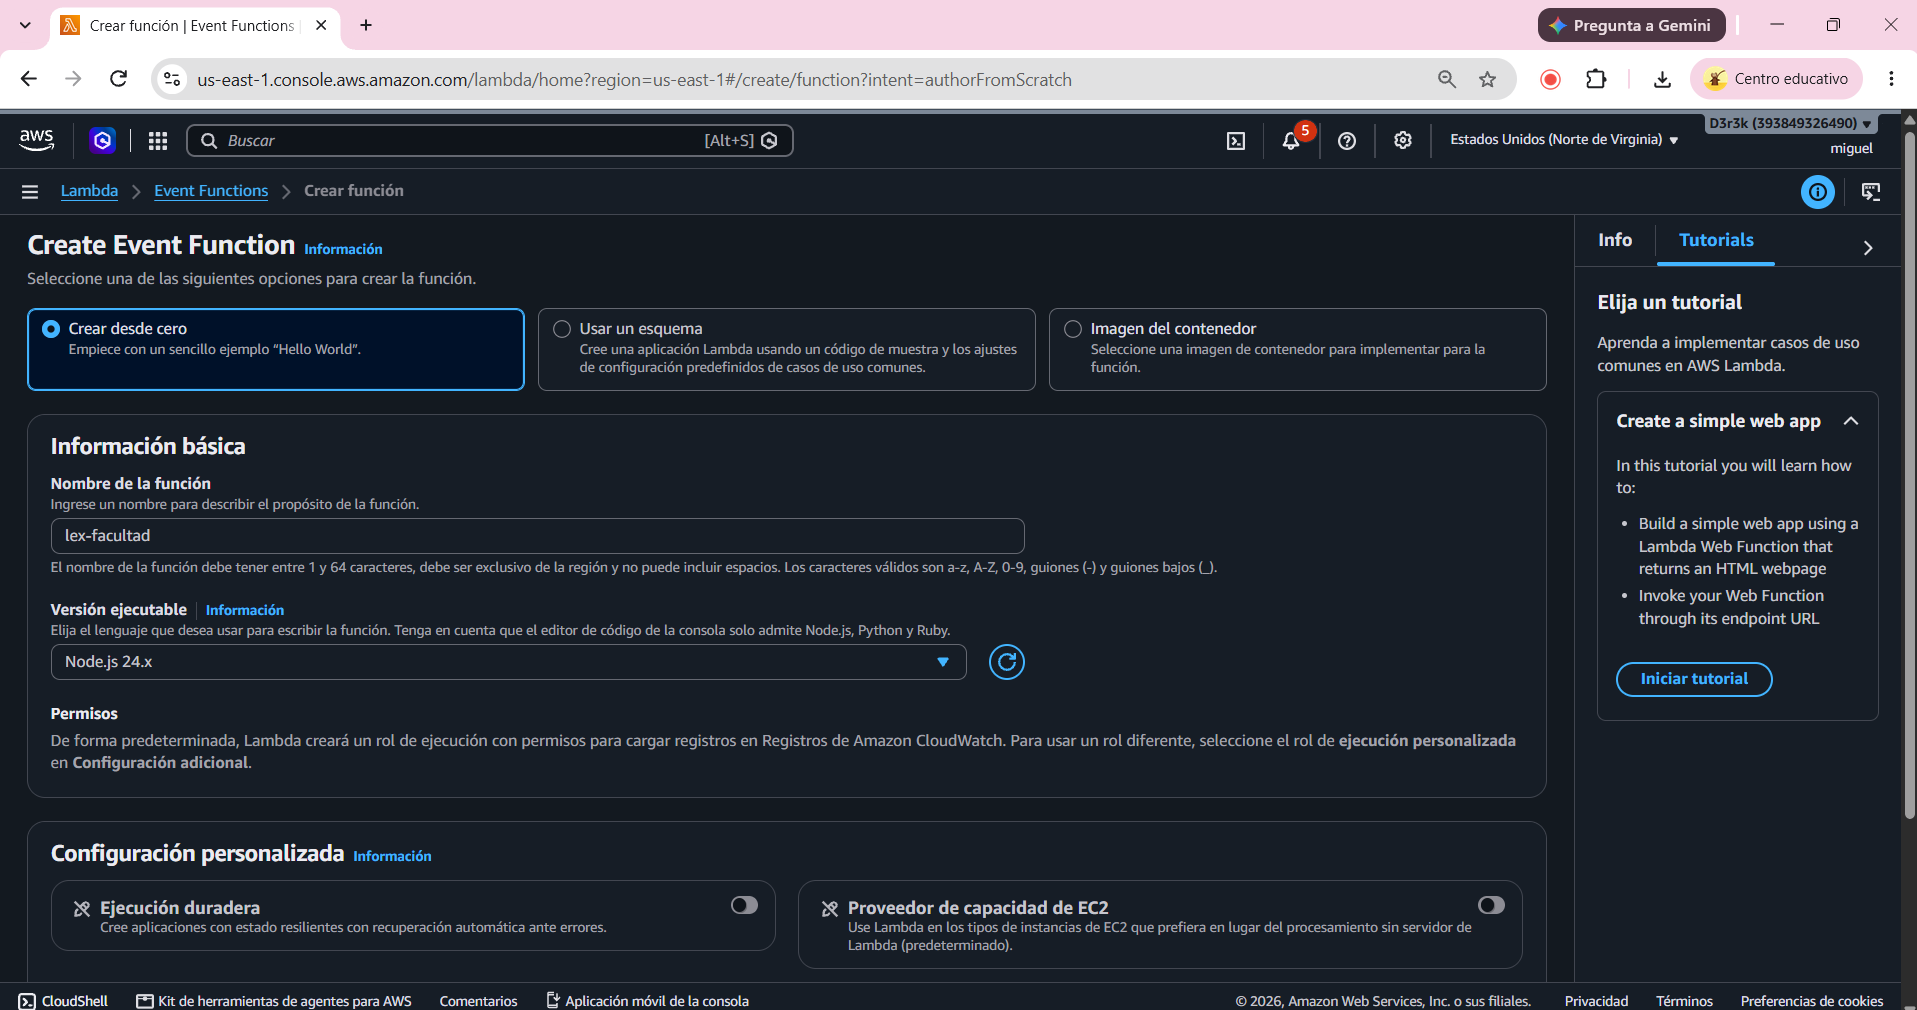 Crear función | Event Functions
Pregunta a Gemini
us-east-1.console.aws.amazon.com/lambda/home?region=us-east-1#/create/function?intent=authorFromScratch
Centro educativo
aws
Buscar
[Alt+S]
5
Estados Unidos (Norte de Virginia)
D3r3k (393849326490)
miguel
Lambda
Event Functions
Crear función
Create Event Function
Información
Seleccione una de las siguientes opciones para crear la función.
Crear desde cero
Empiece con un sencillo ejemplo “Hello World”.
Usar un esquema
Cree una aplicación Lambda usando un código de muestra y los ajustes
de configuración predefinidos de casos de uso comunes.
Imagen del contenedor
Seleccione una imagen de contenedor para implementar para la
función.
Información básica
Nombre de la función
Ingrese un nombre para describir el propósito de la función.
lex-facultad
El nombre de la función debe tener entre 1 y 64 caracteres, debe ser exclusivo de la región y no puede incluir espacios. Los caracteres válidos son a-z, A-Z, 0-9, guiones (-) y guiones bajos (_).
Versión ejecutable
Información
Elija el lenguaje que desea usar para escribir la función. Tenga en cuenta que el editor de código de la consola solo admite Node.js, Python y Ruby.
Node.js 24.x
Permisos
De forma predeterminada, Lambda creará un rol de ejecución con permisos para cargar registros en Registros de Amazon CloudWatch. Para usar un rol diferente, seleccione el rol de ejecución personalizada
en Configuración adicional.
Configuración personalizada
Información
Ejecución duradera
Cree aplicaciones con estado resilientes con recuperación automática ante errores.
Proveedor de capacidad de EC2
Use Lambda en los tipos de instancias de EC2 que prefiera en lugar del procesamiento sin servidor de
Lambda (predeterminado).
Info
Tutorials
Elija un tutorial
Aprenda a implementar casos de uso
comunes en AWS Lambda.
Create a simple web app
In this tutorial you will learn how
to:
• Build a simple web app using a
Lambda Web Function that
returns an HTML webpage
• Invoke your Web Function
through its endpoint URL
Iniciar tutorial
CloudShell
Kit de herramientas de agentes para AWS
Comentarios
Aplicación móvil de la consola
© 2026, Amazon Web Services, Inc. o sus filiales.
Privacidad
Términos
Preferencias de cookies